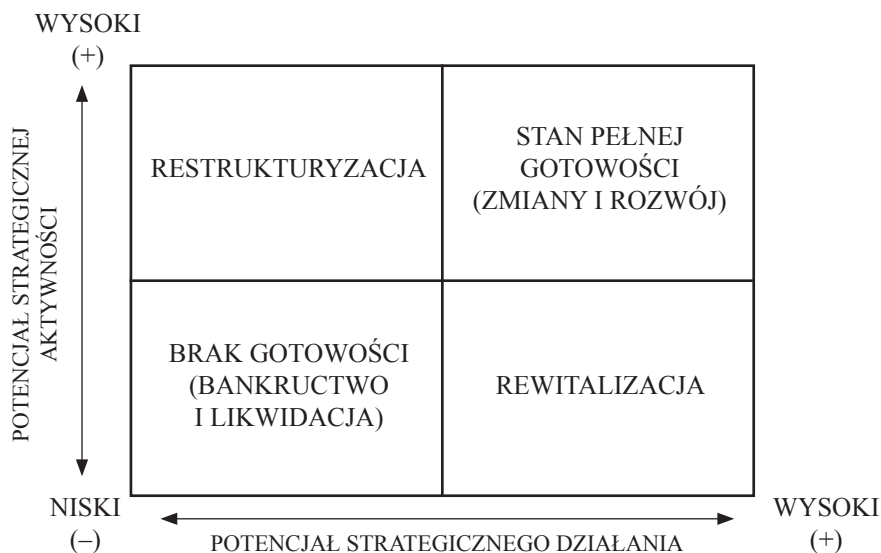 WYSOKI
(+)
POTENCJAŁ STRATEGICZNEJ
AKTYWNOŚCI
RESTRUKTURYZACJA
STAN PEŁNEJ
GOTOWOŚCI
(ZMIANY I ROZWÓJ)
BRAK GOTOWOŚCI
(BANKRUCTWO
I LIKWIDACJA)
REWITALIZACJA
NISKI
(–)
POTENCJAŁ STRATEGICZNEGO DZIAŁANIA
WYSOKI
(+)